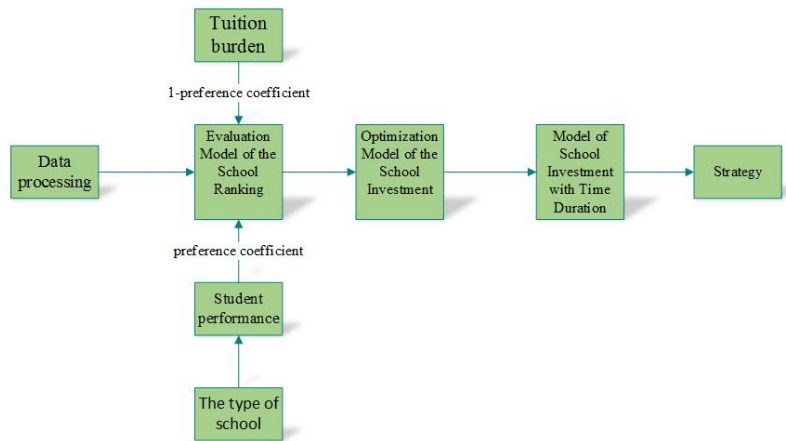 Tuition
burden
1-preference coefficient
Data
processing
Evaluation
Model of the
School
Ranking
Optimization
Model of the
School
Investment
Model of
School
Investment
with Time
Duration
Strategy
preference coefficient
Student
performance
The type of
school